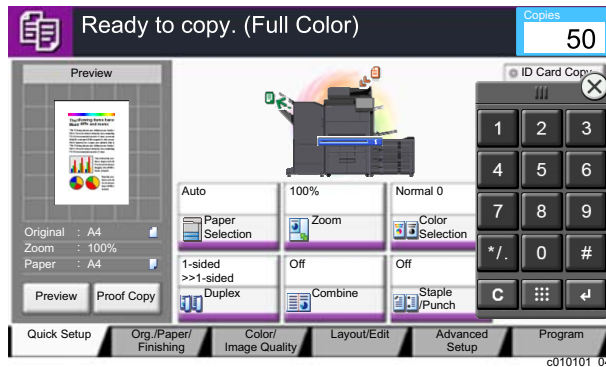 Ready to copy. (Full Color)
Copies
50
Preview
Original : A4
Zoom : 100%
Paper : A4
Preview
Proof Copy
ID Card Copy
1
Auto
Paper
Selection
100%
Zoom
Normal 0
Color
Selection
1-sided
>>1-sided
Duplex
Off
Combine
Off
Staple
/Punch
1 2 3
4 5 6
7 8 9
*/. 0 #
C
Quick Setup
Org./Paper/
Finishing
Color/
Image Quality
Layout/Edit
Advanced
Setup
Program